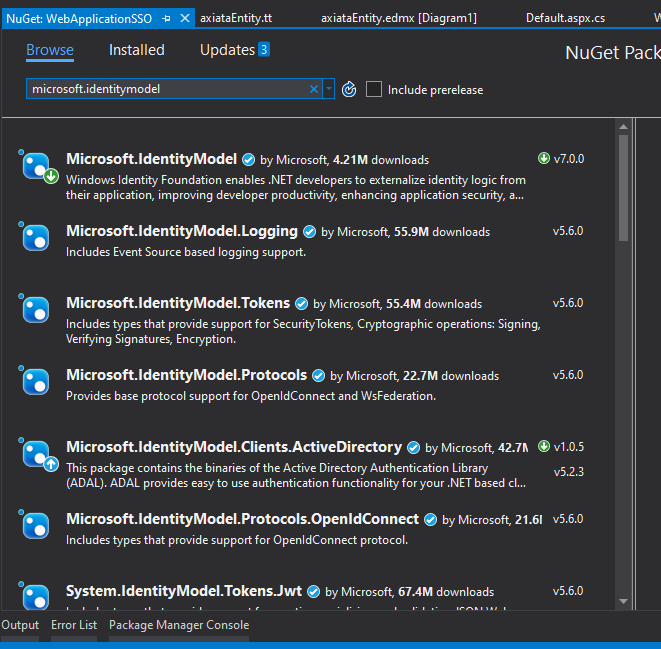 NuGet: WebApplicationSSO axiataEntity.tt axiataEntity.edmx [Diagram1] Default.aspx.cs
Browse Installed Updates 3 NuGet Pack
microsoft.identitymodel Include prerelease
Microsoft.IdentityModel by Microsoft, 4.21M downloads v7.0.0
Windows Identity Foundation enables .NET developers to externalize identity logic from
their application, improving developer productivity, enhancing application security, a...
Microsoft.IdentityModel.Logging by Microsoft, 55.9M downloads v5.6.0
Includes Event Source based logging support.
Microsoft.IdentityModel.Tokens by Microsoft, 55.4M downloads v5.6.0
Includes types that provide support for SecurityTokens, Cryptographic operations: Signing,
Verifying Signatures, Encryption.
Microsoft.IdentityModel.Protocols by Microsoft, 22.7M downloads v5.6.0
Provides base protocol support for OpenIdConnect and WsFederation.
Microsoft.IdentityModel.Clients.ActiveDirectory by Microsoft, 42.7M v1.0.5
This package contains the binaries of the Active Directory Authentication Library v5.2.3
(ADAL). ADAL provides easy to use authentication functionality for your .NET based cl...
Microsoft.IdentityModel.Protocols.OpenIdConnect by Microsoft, 21.6M v5.6.0
Includes types that provide support for OpenIdConnect protocol.
System.IdentityModel.Tokens.Jwt by Microsoft, 67.4M downloads v5.6.0
Output Error List Package Manager Console